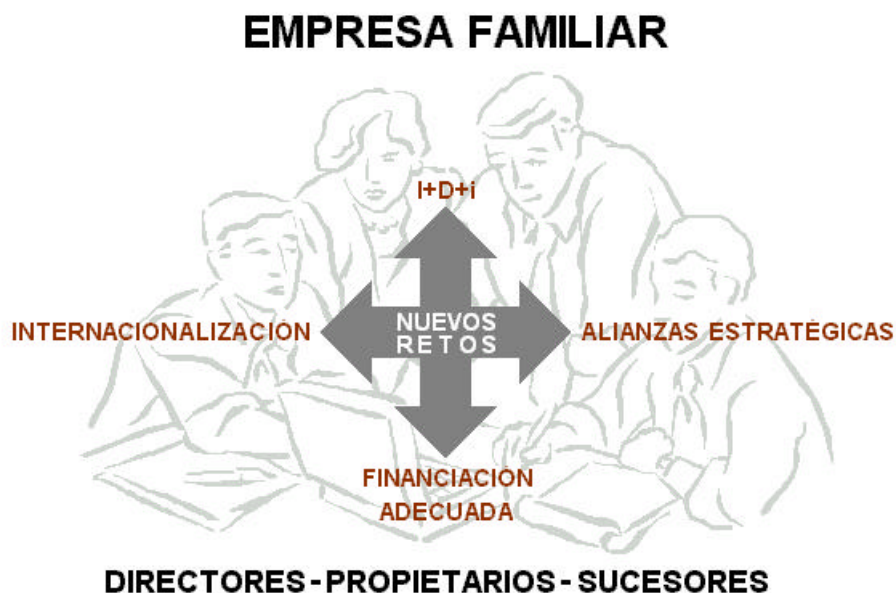 EMPRESA FAMILIAR
I+D+i
INTERNACIONALIZACIÓN
NUEVOS
RETOS
ALIANZAS ESTRATÉGICAS
FINANCIACIÓN
ADECUADA
DIRECTORES - PROPIETARIOS - SUCESORES